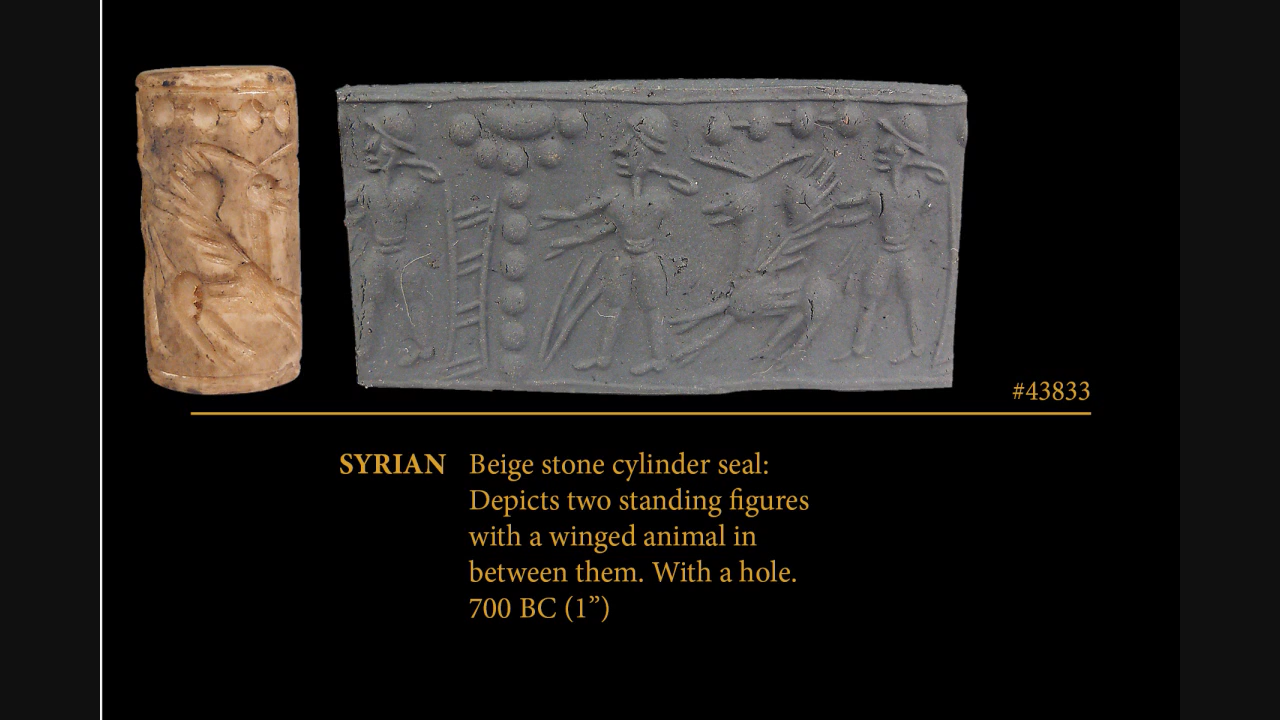 #43833
SYRIAN Beige stone cylinder seal:
Depicts two standing figures
with a winged animal in
between them. With a hole.
700 BC (1”)